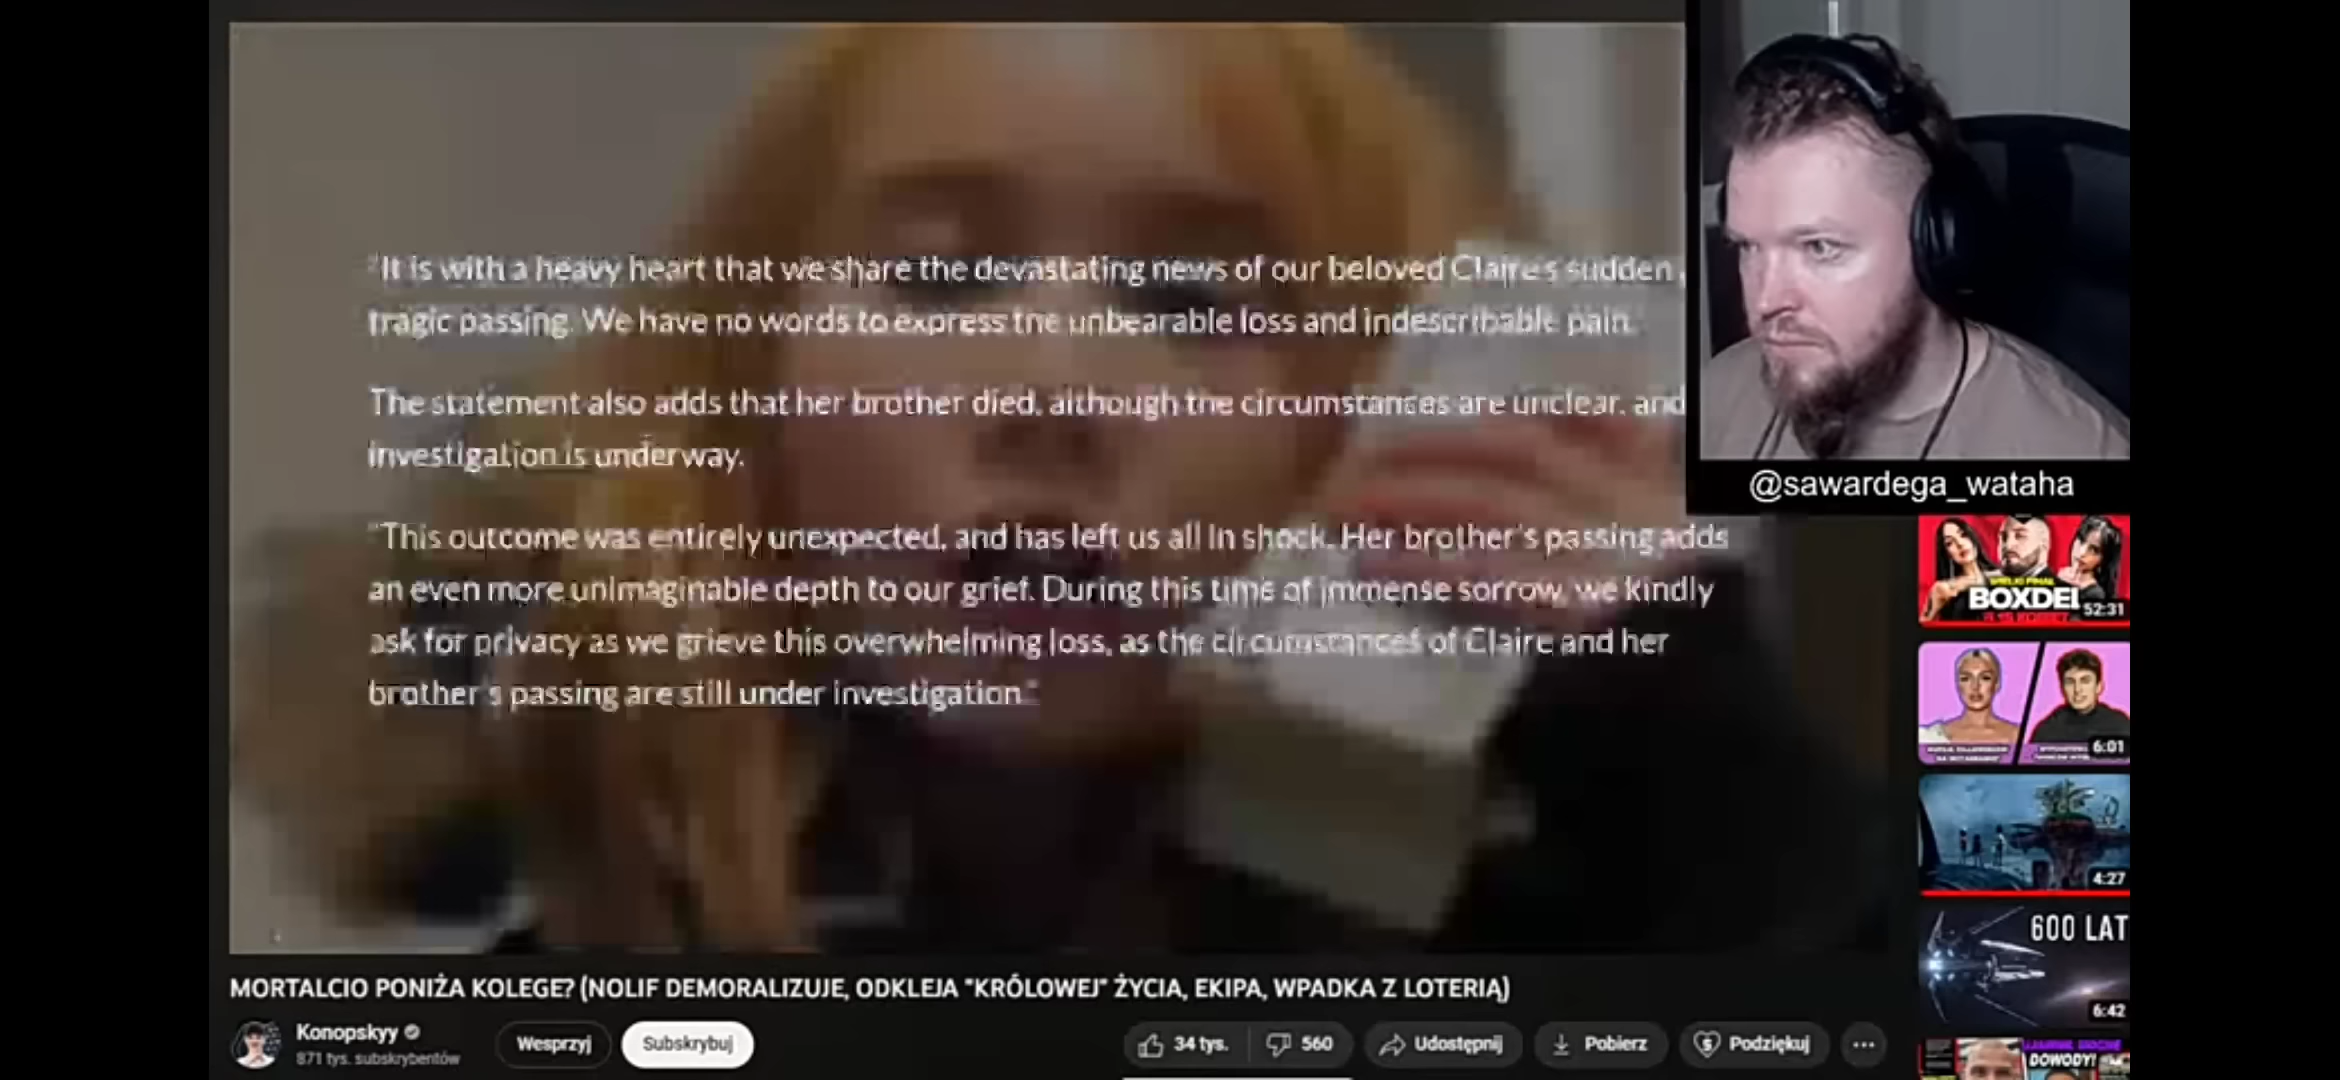 "It is with a heavy heart that we share the devastating news of our beloved Claire's sudden
tragic passing. We have no words to express the unbearable loss and indescribable pain."
The statement also adds that her brother died, although the circumstances are unclear, and
investigation is underway.
"This outcome was entirely unexpected, and has left us all in shock. Her brother's passing adds
an even more unimaginable depth to our grief. During this time of immense sorrow, we kindly
ask for privacy as we grieve this overwhelming loss, as the circumstances of Claire and her
brother's passing are still under investigation."
@sawardega_wataha
WIELKI FINAŁ
BOXDEL
52:31
6:01
4:27
600 LAT
6:42
DOWODY!
MORTALCIO PONIŻA KOLEGE? (NOLIF DEMORALIZUJE, ODKLEJA "KRÓLOWEJ" ŻYCIA, EKIPA, WPADKA Z LOTERIĄ)
Konopskyy
871 tys. subskrybentów
Wesprzyj
Subskrybuj
34 tys.
560
Udostępnij
Pobierz
Podziękuj